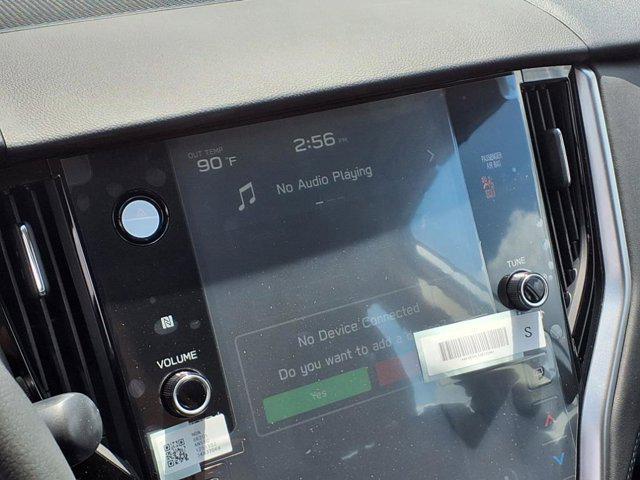 OUT TEMP
90 °F
2:56 PM
No Audio Playing
PASSENGER
AIR BAG
TUNE
VOLUME
No Device Connected
Do you want to add a
Yes
S